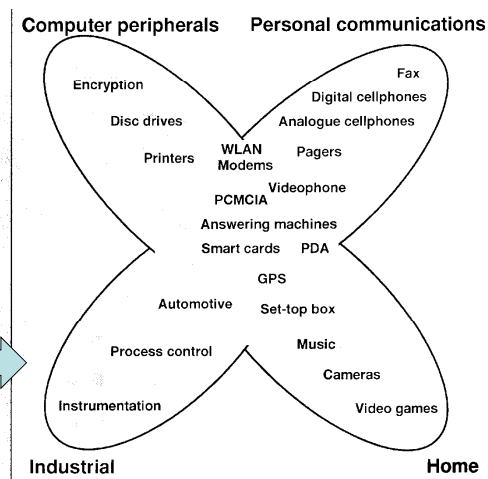 Computer peripherals
Personal communications
Encryption
Fax
Digital cellphones
Disc drives
Analogue cellphones
Printers
WLAN
Modems
Pagers
Videophone
PCMCIA
Answering machines
Smart cards
PDA
GPS
Automotive
Set-top box
Process control
Music
Cameras
Instrumentation
Video games
Industrial
Home